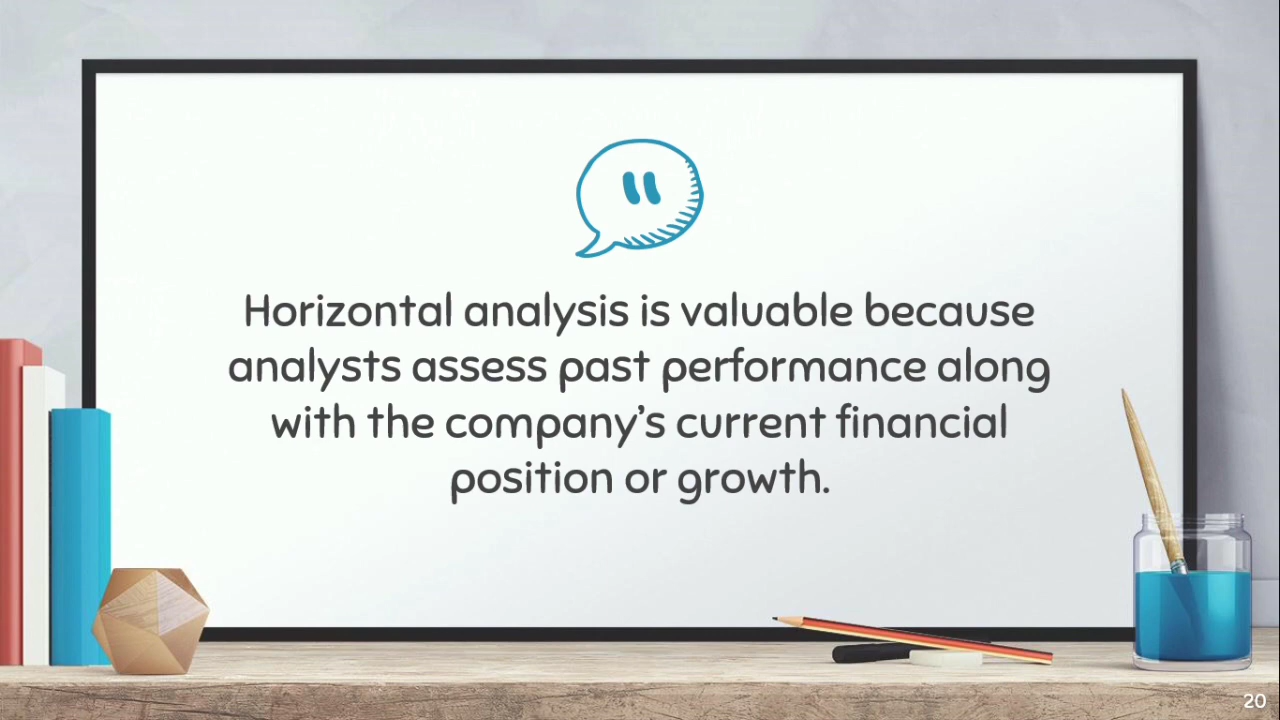 "
Horizontal analysis is valuable because
analysts assess past performance along
with the company’s current financial
position or growth.
20